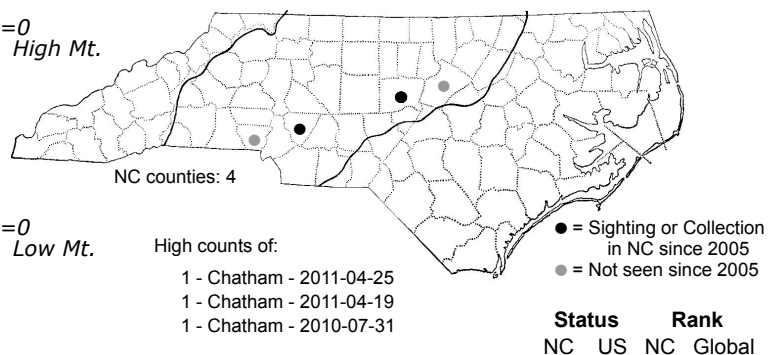 =0
High Mt.
NC counties: 4
=0
Low Mt.
High counts of:
1 - Chatham - 2011-04-25
1 - Chatham - 2011-04-19
1 - Chatham - 2010-07-31
● = Sighting or Collection
in NC since 2005
● = Not seen since 2005
Status Rank
NC US NC Global